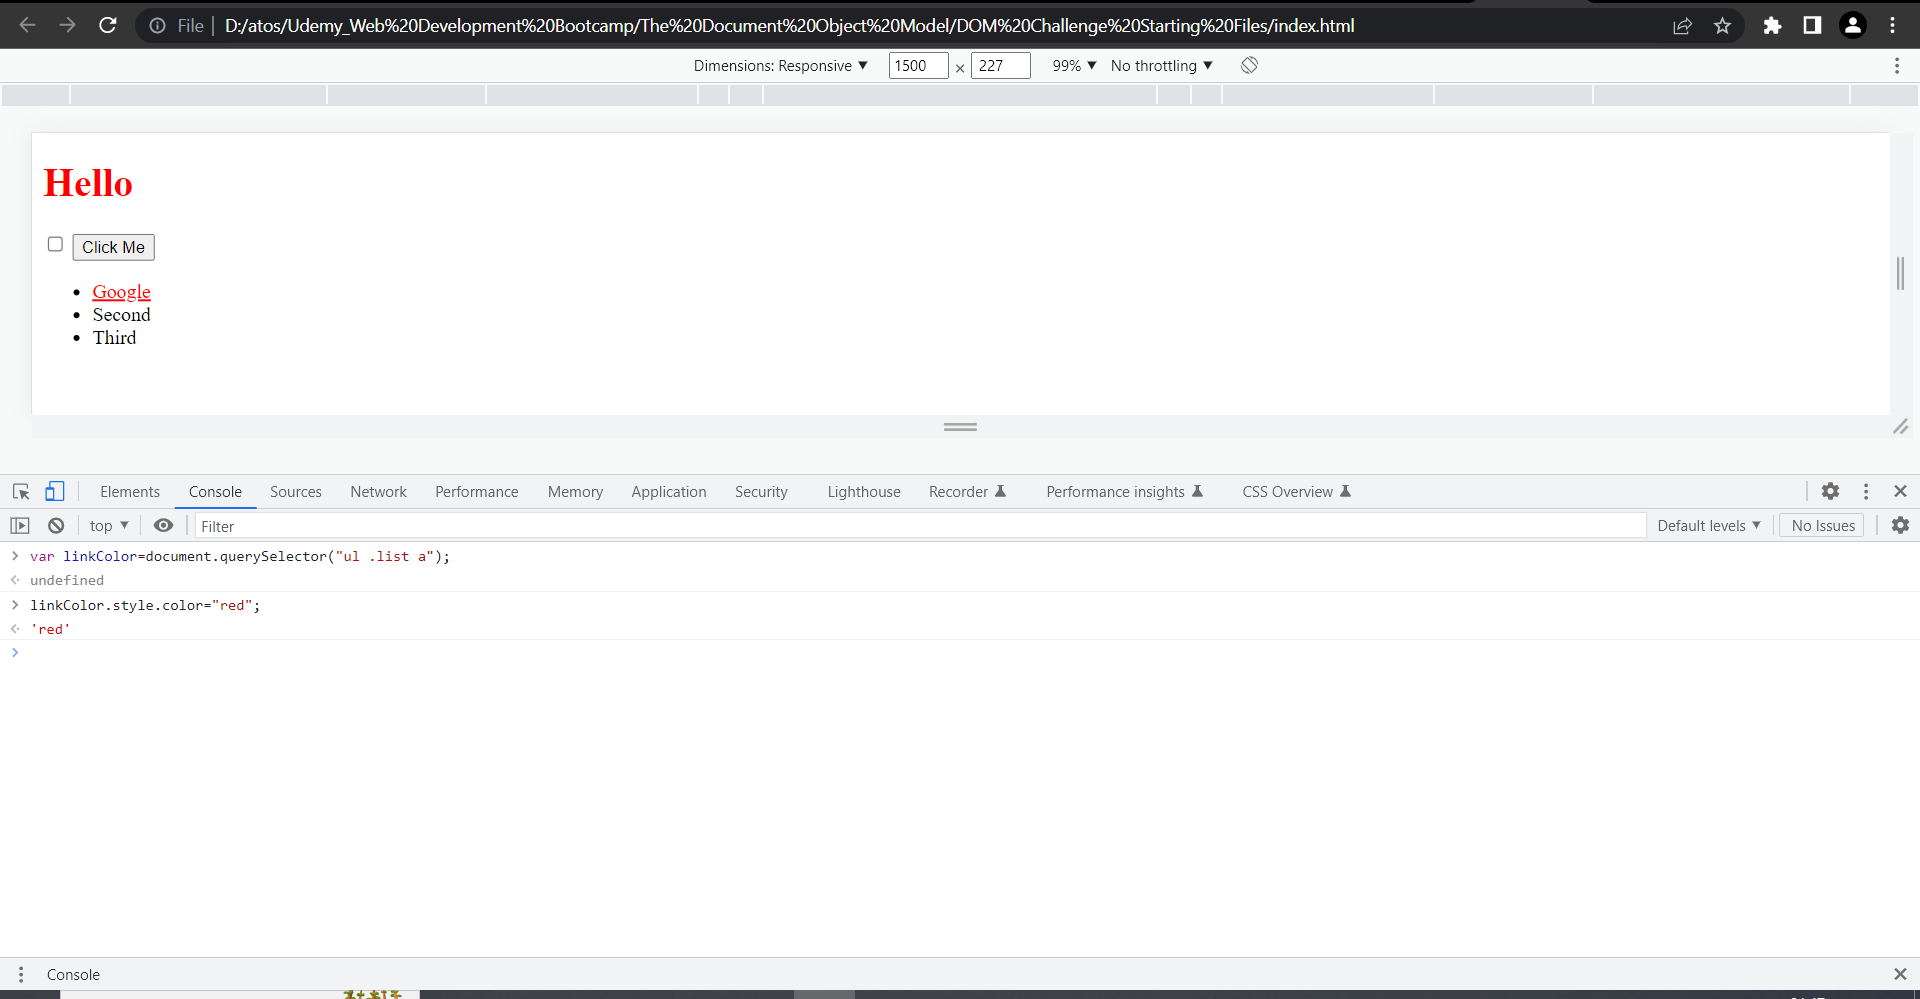 File D:/atos/Udemy_Web%20Development%20Bootcamp/The%20Document%20Object%20Model/DOM%20Challenge%20Starting%20Files/index.html
Dimensions: Responsive 1500 × 227 99% No throttling
Hello
Click Me
Google
Second
Third
Elements Console Sources Network Performance Memory Application Security Lighthouse Recorder Performance insights CSS Overview
top Filter Default levels No Issues
var linkColor=document.querySelector("ul .list a");
undefined
linkColor.style.color="red";
'red'
Console